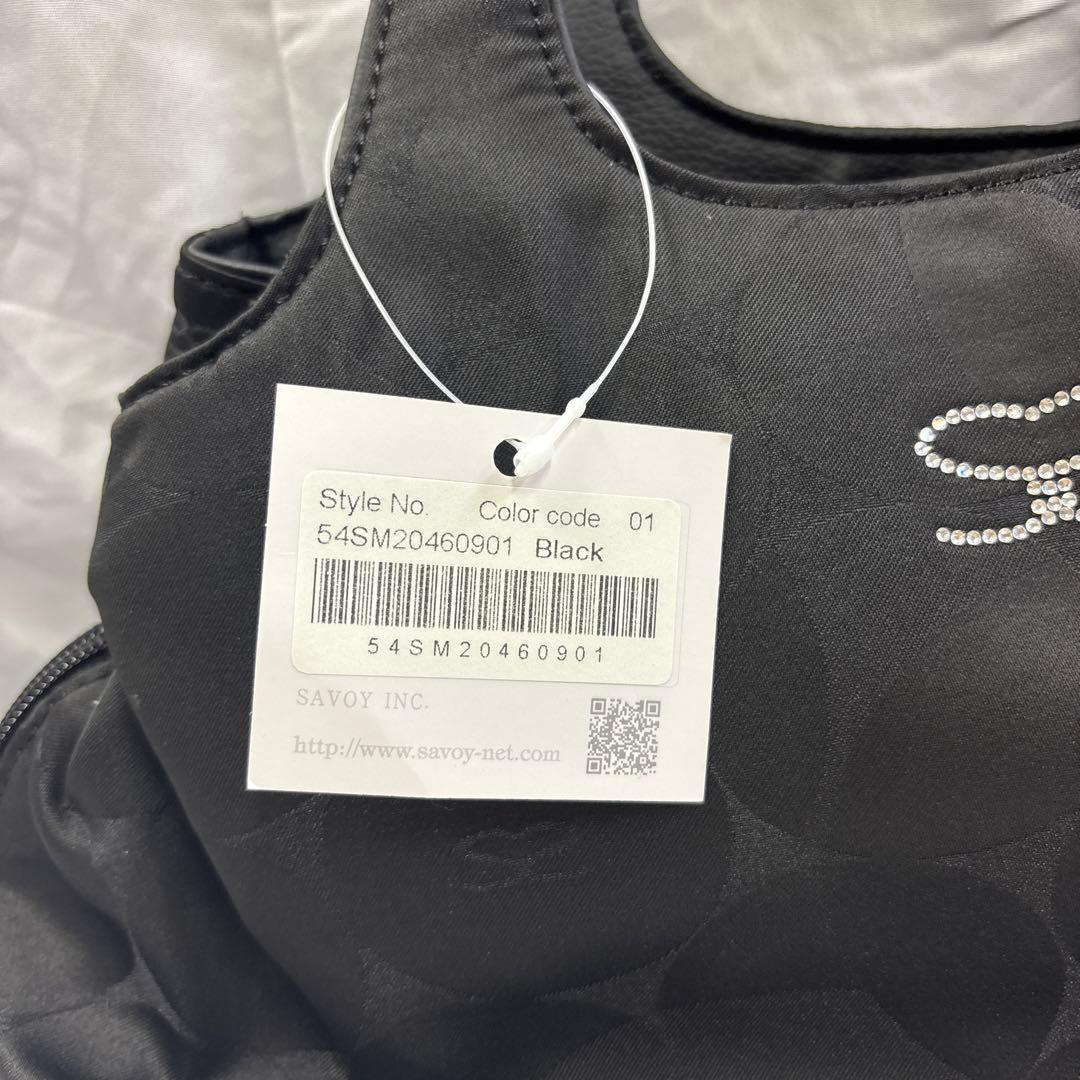 Style No. Color code 01
54SM20460901 Black
54SM20460901
SAVOY INC.
http://www.savoy-net.com